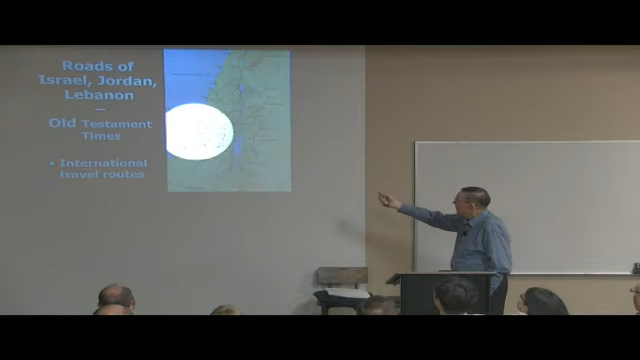 Roads of
Israel, Jordan,
Lebanon
—
Old Testament
Times
• International
travel routes